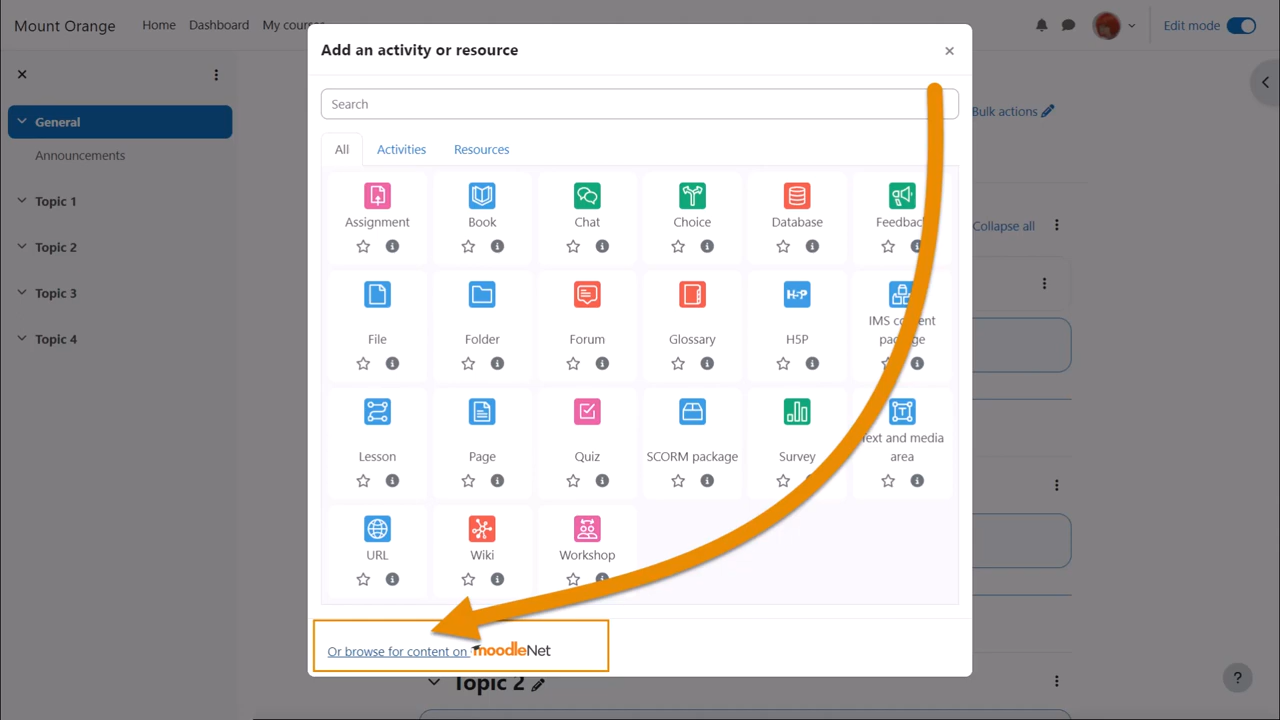 Mount Orange
Home Dashboard My courses
Edit mode
Add an activity or resource
Search
All Activities Resources
Bulk actions
General
Announcements
Topic 1
Topic 2
Topic 3
Topic 4
Collapse all
Assignment Book Chat Choice Database Feedback
File Folder Forum Glossary H5P IMS content package
Lesson Page Quiz SCORM package Survey Text and media area
URL Wiki Workshop
Or browse for content on moodleNet
Topic 2
?